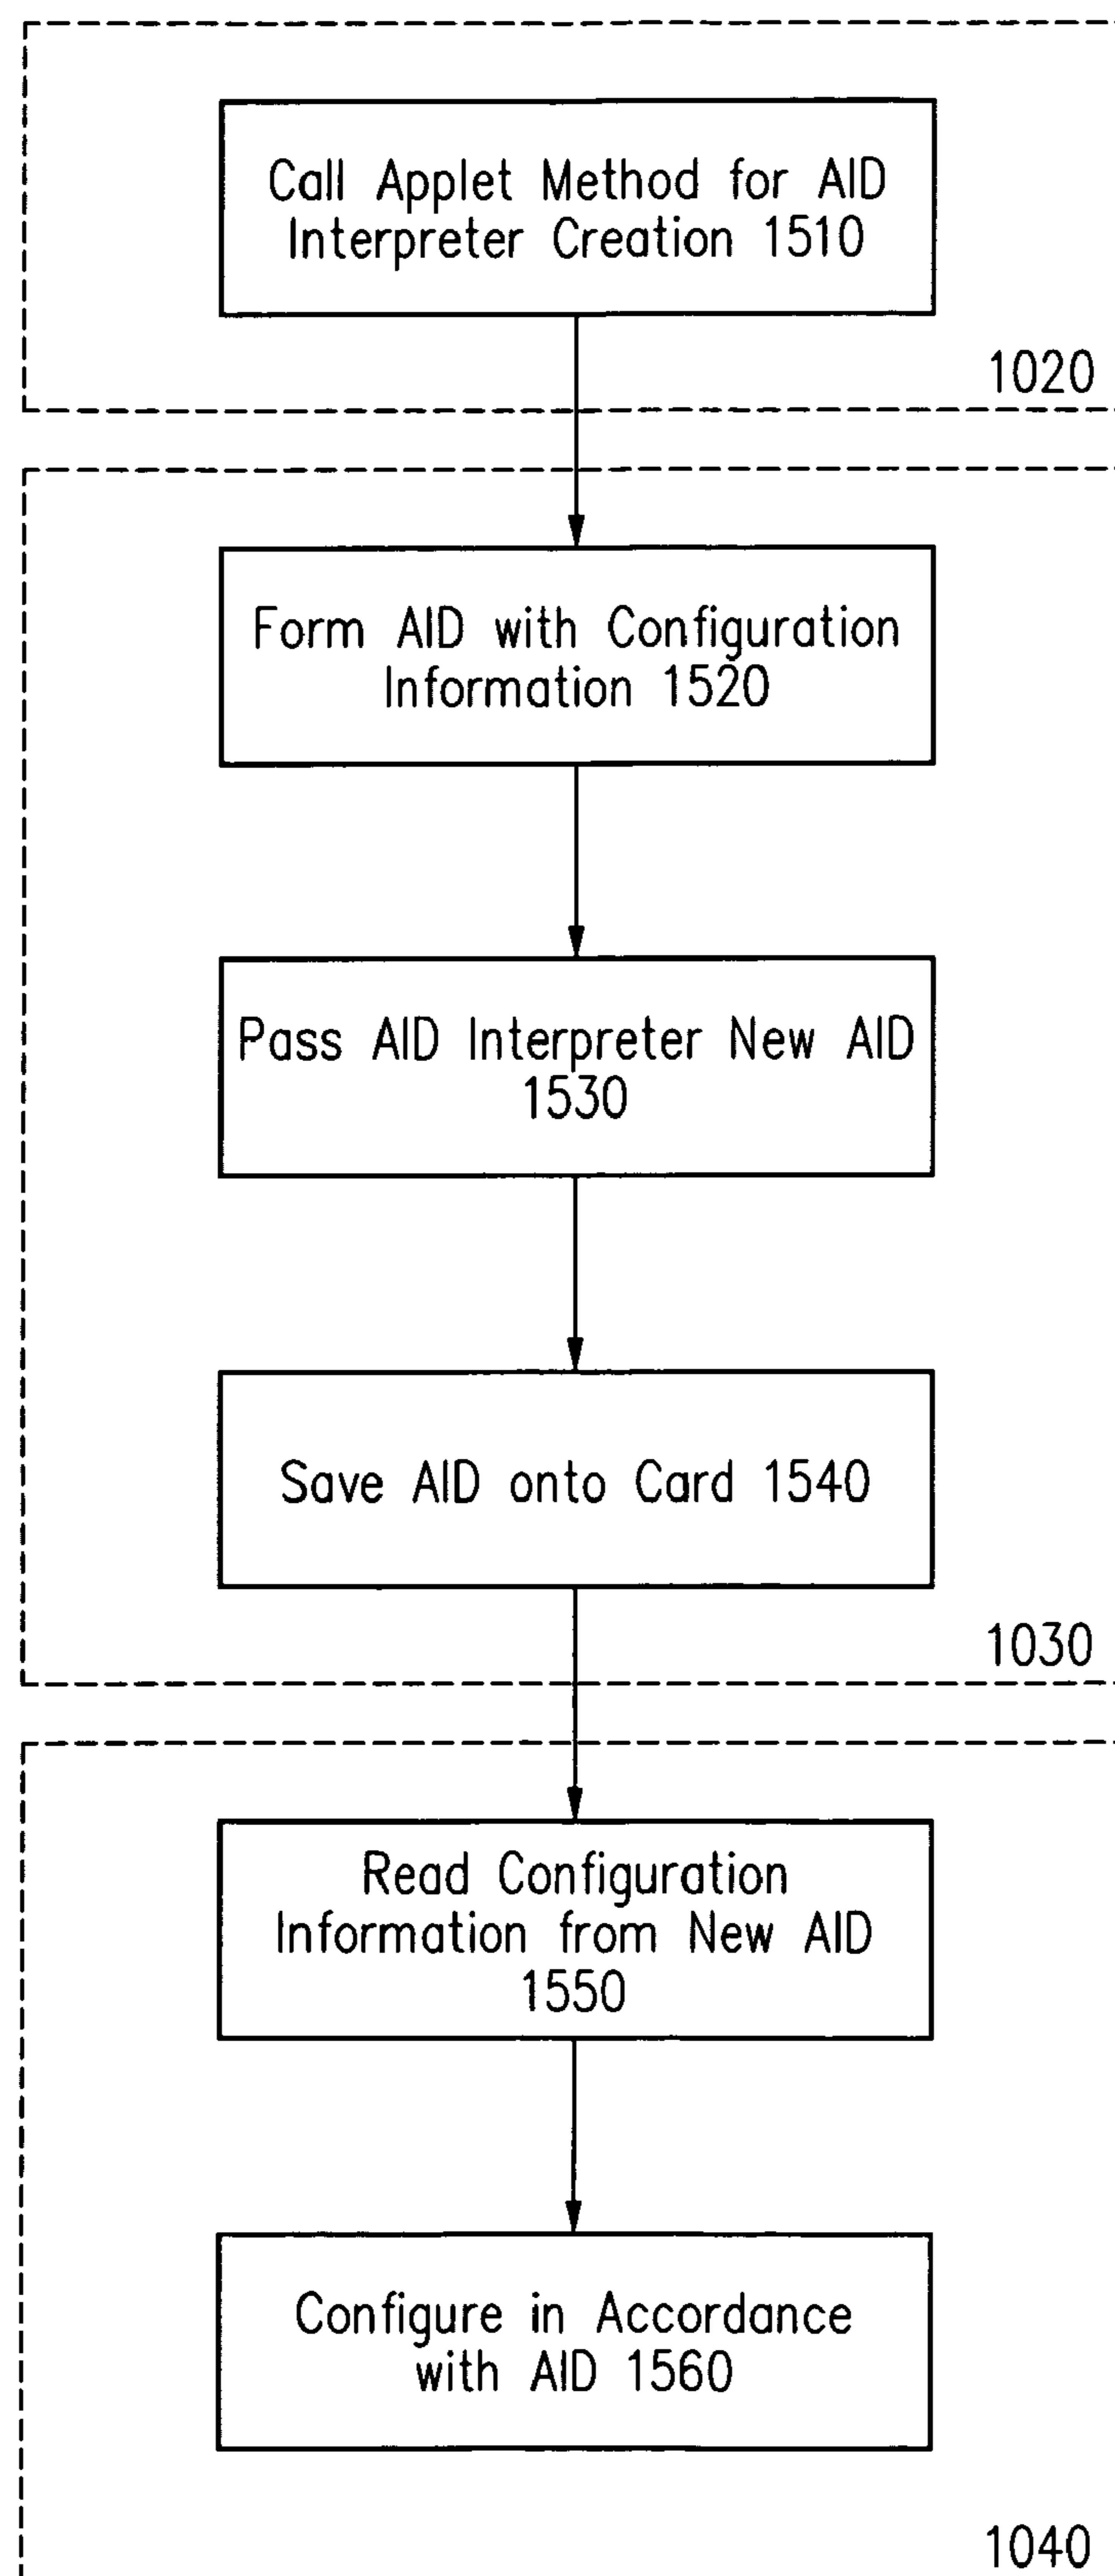 Call Applet Method for AID
Interpreter Creation 1510
1020
Form AID with Configuration
Information 1520
Pass AID Interpreter New AID
1530
Save AID onto Card 1540
1030
Read Configuration
Information from New AID
1550
Configure in Accordance
with AID 1560
1040